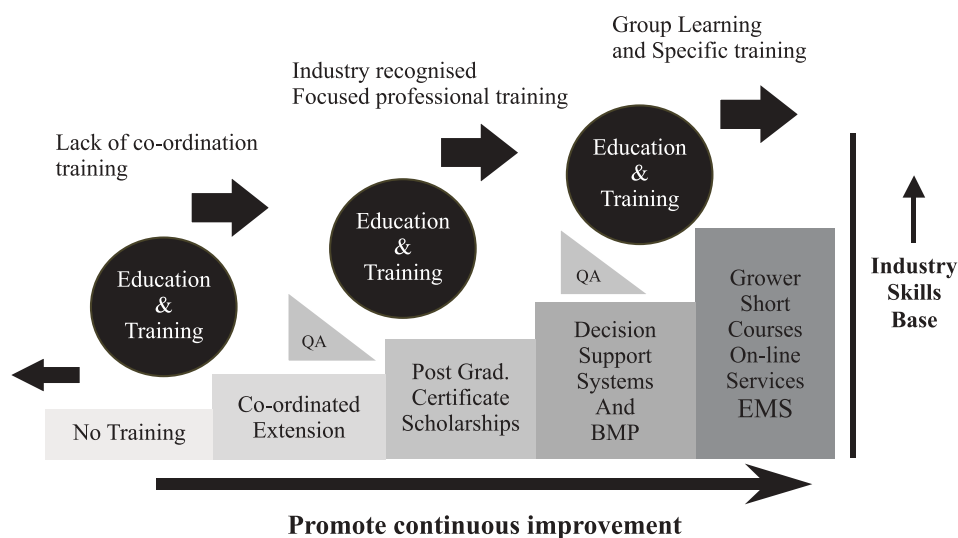 Group Learning
and Specific training
Industry recognised
Focused professional training
Lack of co-ordination
training
Education
&
Training
Education
&
Training
Education
&
Training
QA
QA
No Training
Co-ordinated
Extension
Post Grad.
Certificate
Scholarships
Decision
Support
Systems
And
BMP
Grower
Short
Courses
On-line
Services
EMS
Industry
Skills
Base
Promote continuous improvement